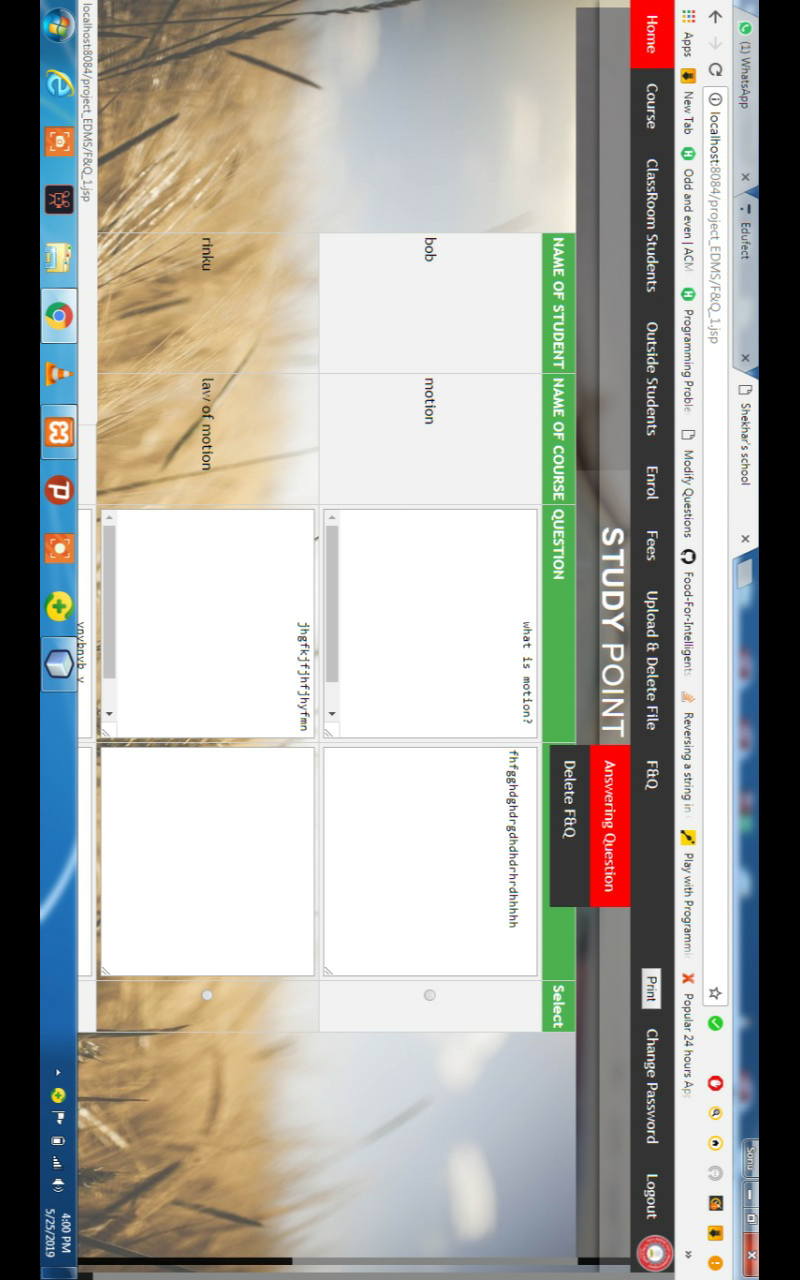 (1) WhatsApp
Edufect
Shekhar's school
Sonu
localhost:8084/project_EDMS/F&Q_1.jsp
Apps
New Tab
Odd and even | ACM
Programming Proble
Modify Questions
Food-For-Intelligents
Reversing a string in
Play with Programmi
Popular 24 hours Ap
»
Home
Course
ClassRoom Students
Outside Students
Enrol
Fees
Upload & Delete File
F&Q
Print
Change Password
Logout
Answering Question
Delete F&Q
STUDY POINT
NAME OF STUDENT
NAME OF COURSE
QUESTION
Select
bob
motion
what is motion?
fhfgghdghdrgdhdhdrhrdhhhhh
rinku
law of motion
jhgfkjfjhfjhyfmn
localhost:8084/project_EDMS/F&Q_1.jsp
4:00 PM
5/25/2019